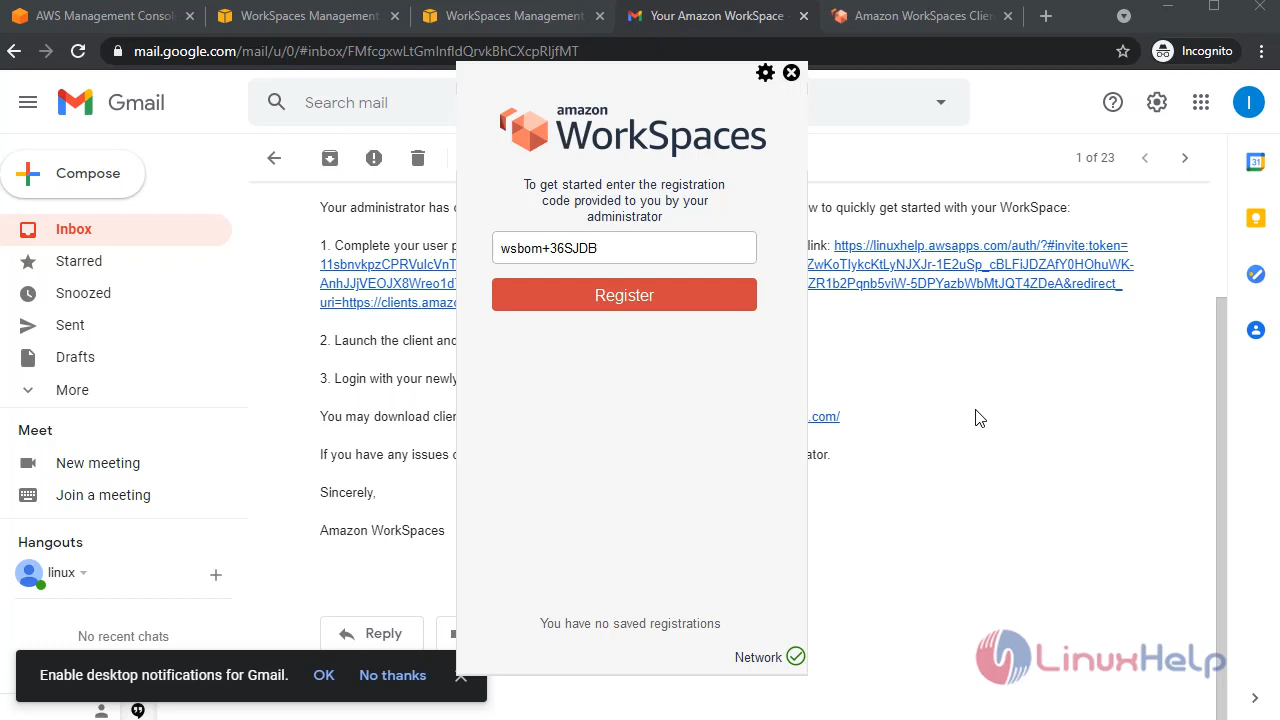 AWS Management Consol
WorkSpaces Management
WorkSpaces Management
Your Amazon WorkSpace -
Amazon WorkSpaces Clien
mail.google.com/mail/u/0/#inbox/FMfcgxwLtGmlnfldQrvkBhCXcpRljfMT
Incognito
Gmail
Search mail
I
Compose
1 of 23
31
Inbox
Starred
Snoozed
Sent
Drafts
More
Meet
New meeting
Join a meeting
Hangouts
linux
No recent chats
amazon
WorkSpaces
To get started enter the registration
code provided to you by your
administrator
wsbom+36SJDB
Register
You have no saved registrations
Network
Your administrator has
w to quickly get started with your WorkSpace:
1. Complete your user
link: https://linuxhelp.awsapps.com/auth/?#invite:token=
11sbnvkpzCPRVulcVnT
ZwKoTlykcKtLyNJXJr-1E2uSp_cBLFiJDZAfY0HOhuWK-
AnhJJjVEOJX8Wreo1d
ZR1b2Pqnb5viW-5DPYazbWbMtJQT4ZDeA&redirect_
uri=https://clients.amaz
2. Launch the client and
3. Login with your newly
You may download clien
.com/
If you have any issues
ator.
Sincerely,
Amazon WorkSpaces
Reply
Enable desktop notifications for Gmail.
OK
No thanks
LinuxHelp